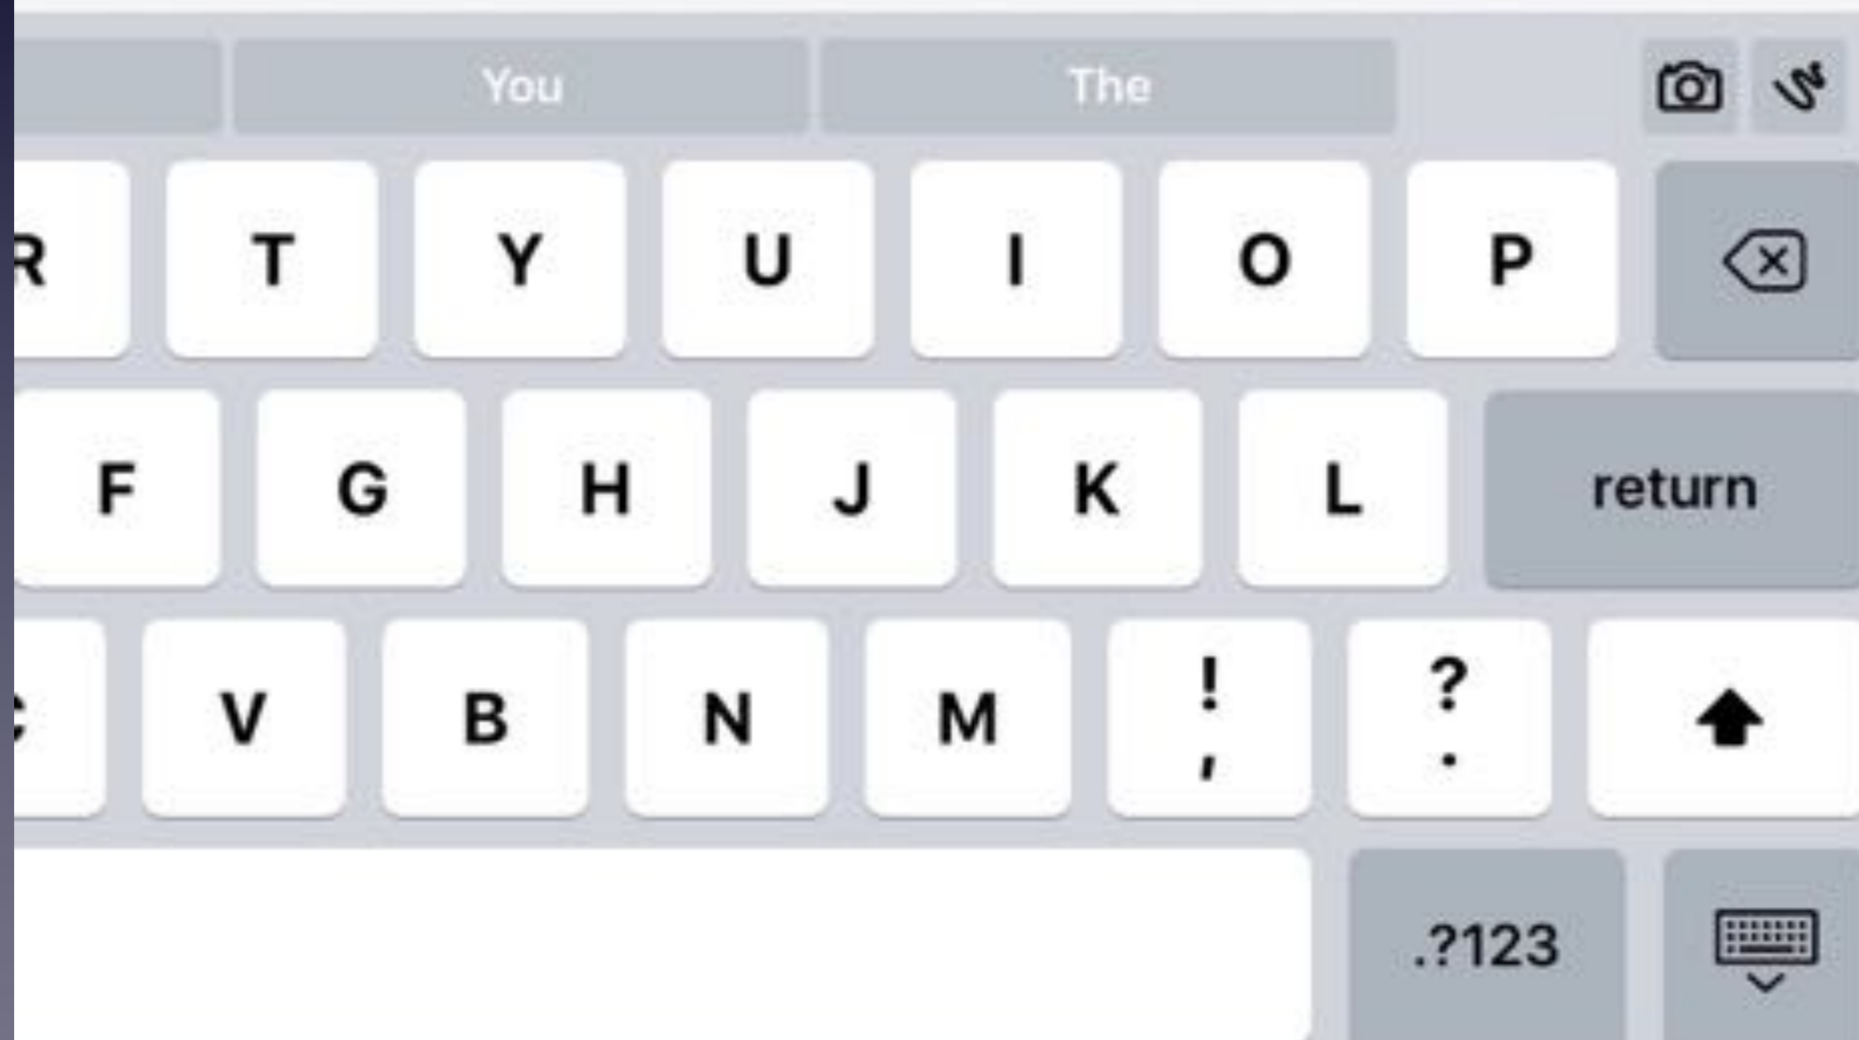 You The
R T Y U I O P
F G H J K L return
C V B N M ! , ? .
.?123